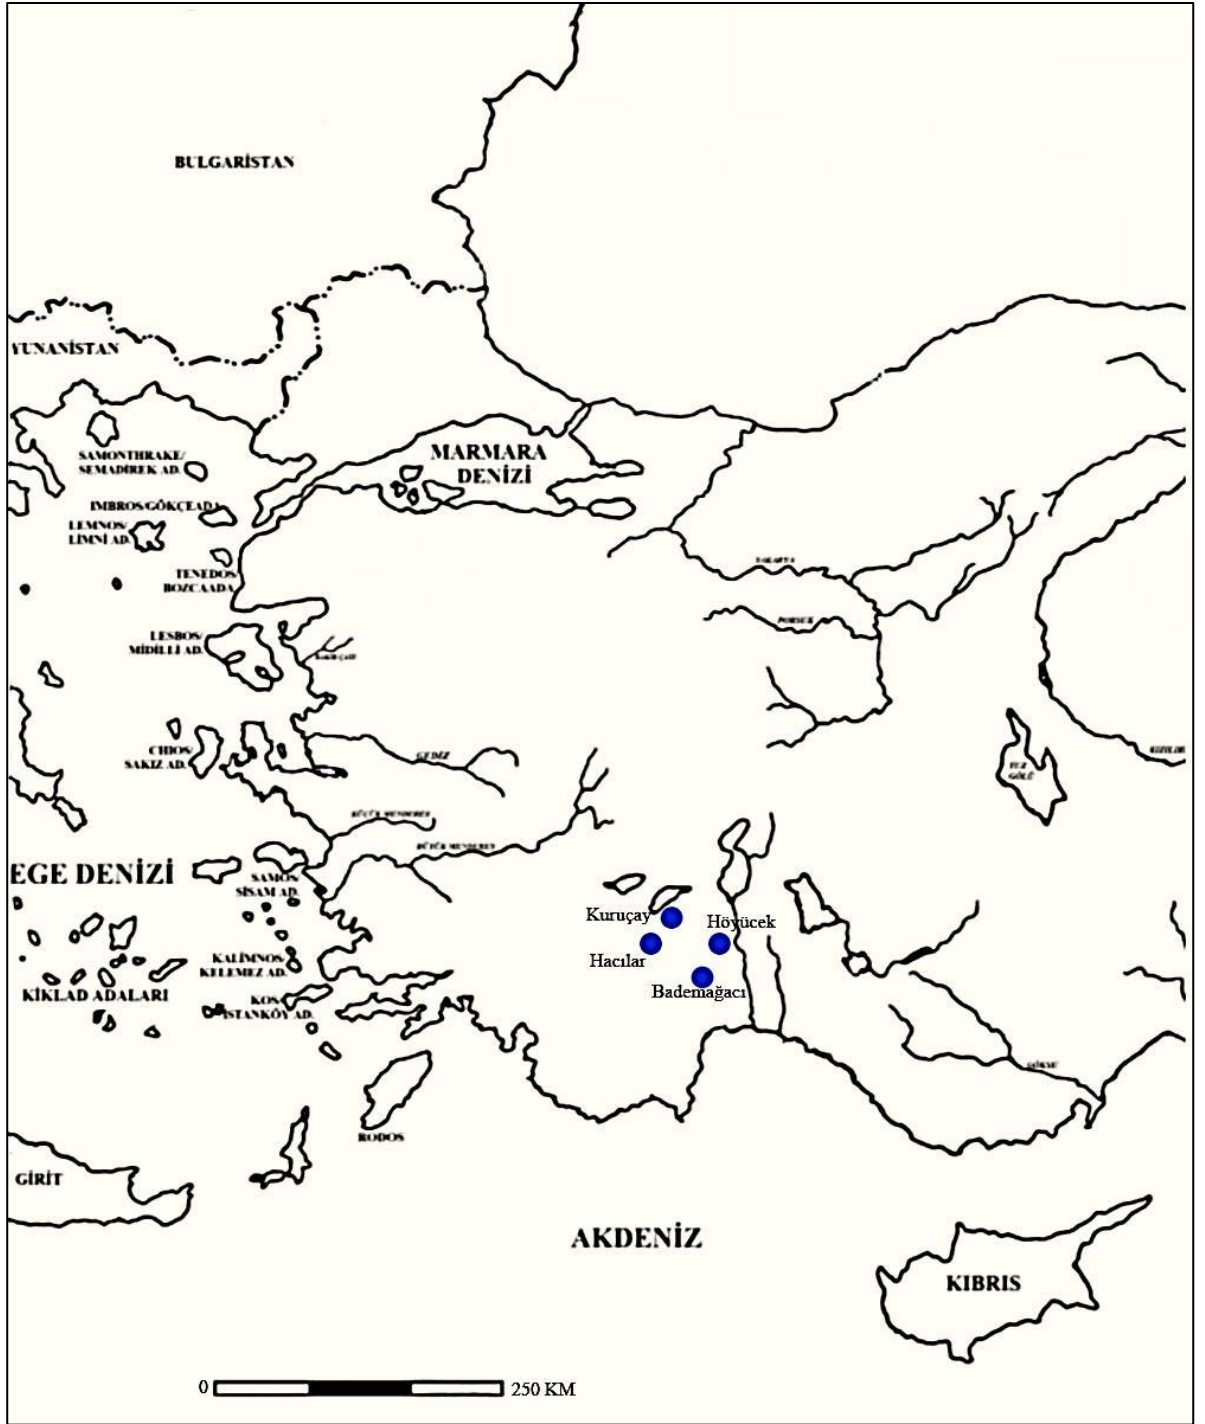 BULGARİSTAN
YUNANİSTAN
MARMARA
DENİZİ
SAMONTHRAKE/
SEMADİREK AD.
IMBROS/GÖKÇEADA
LEMNOS/
LİMNİ AD.
TENEDOS/
BOZCAADA
SAKARYA
PORSUK
LESBOS/
MİDİLLİ AD.
CHIOS/
SAKIZ AD.
GEDİZ
TUZ
GÖLÜ
BÜYÜK MENDERES
EGE DENİZİ
SAMOS/
SİSAM AD.
Kuruçay
Höyücek
Hacılar
KALİMNOS/
KELEMEZ AD.
Bademağacı
KİKLAD ADALARI
KOS/
İSTANKÖY AD.
GÖKSU
RODOS
GİRİT
AKDENİZ
KIBRIS
0 250 KM